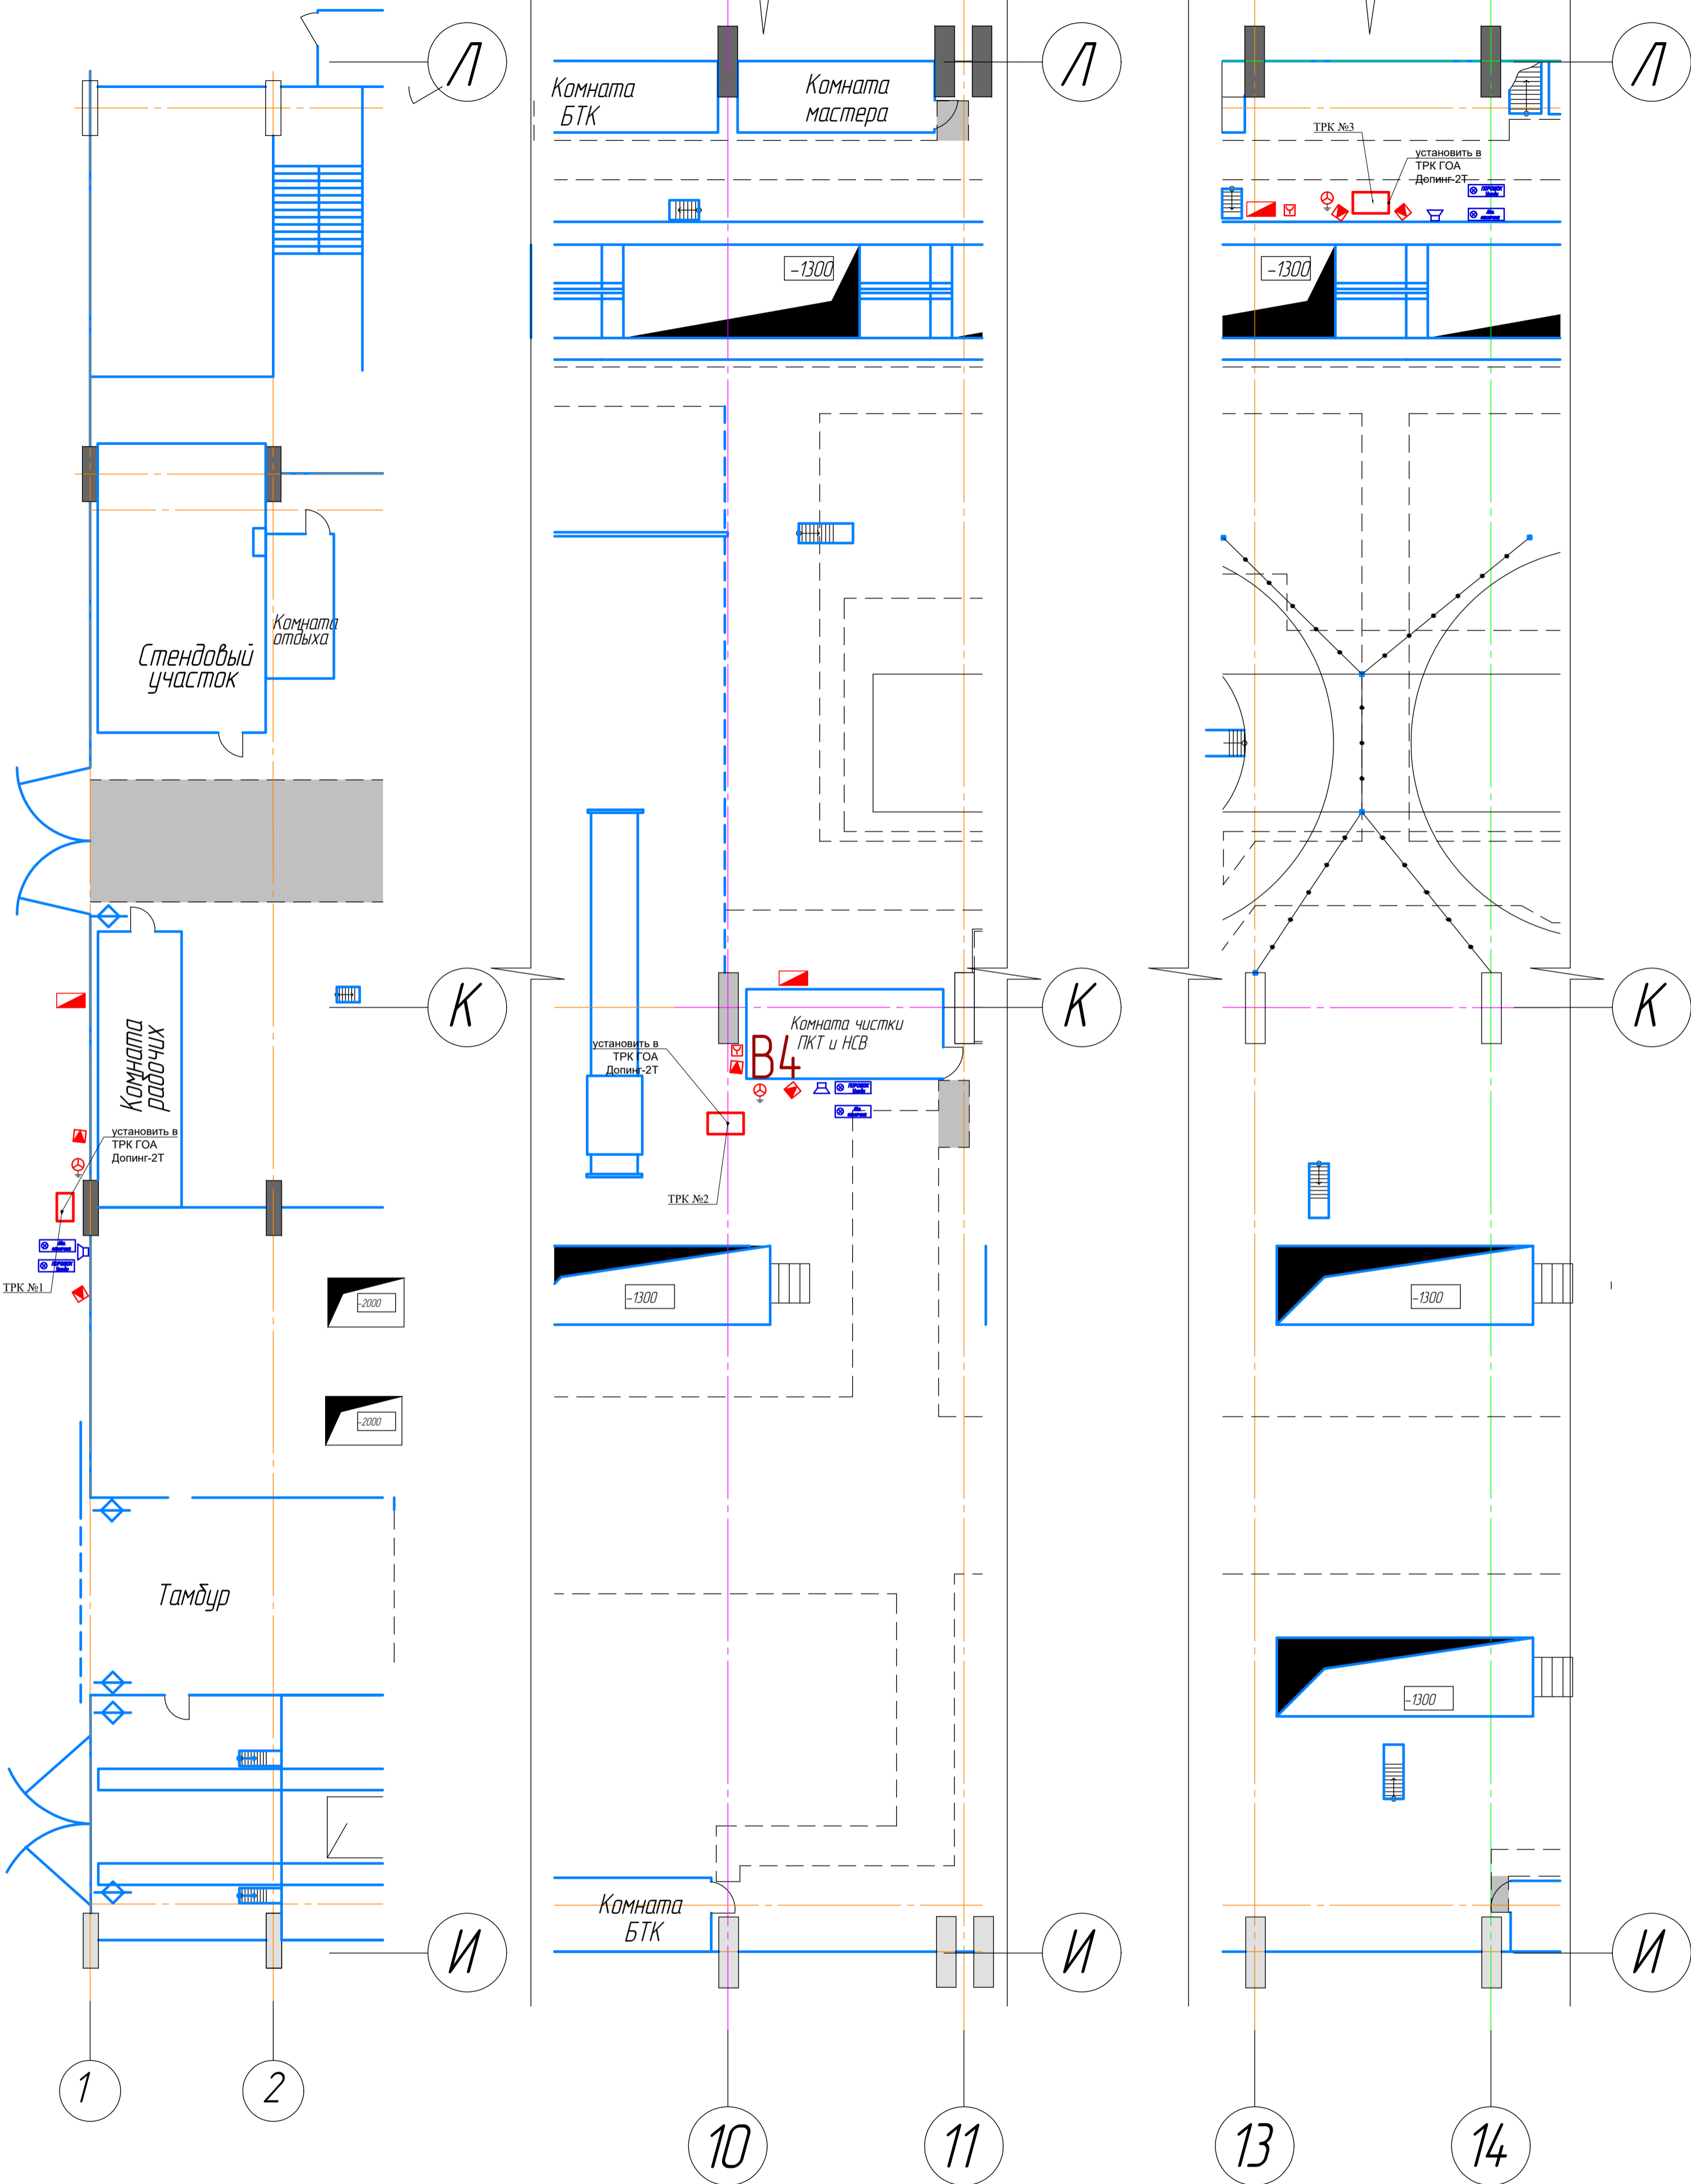 Л
Л
Л
Комната
БТК
Комната
мастера
ТРК №3
установить в
ТРК ГОА
Допинг-2Т
-1300
-1300
Стендовый
участок
Комната
отдыха
К
К
К
Комната
рабочих
установить в
ТРК ГОА
Допинг-2Т
ТРК №1
-2000
-2000
Комната чистки
ПКТ и НСВ
В4
установить в
ТРК ГОА
Допинг-2Т
ТРК №2
-1300
-1300
-1300
Тамбур
Комната
БТК
И
И
И
1
2
10
11
13
14